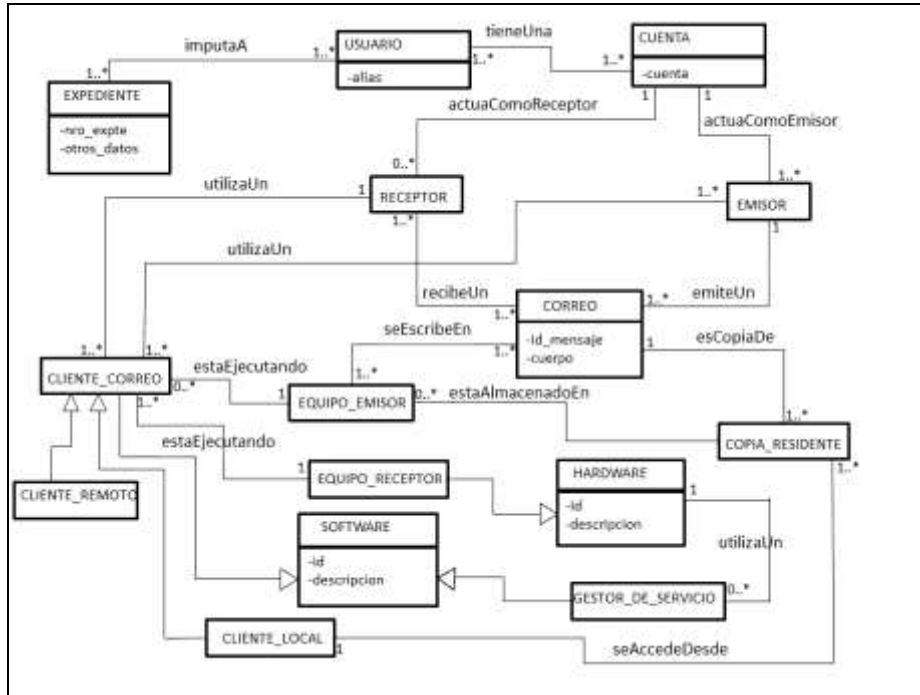 imputaA
USUARIO
tieneUna
CUENTA
1..*
1..*
-alias
1..*
1..*
-cuenta
EXPEDIENTE
1
1
-nro_expte
-otros_datos
actuaComoReceptor
actuaComoEmisor
0..*
1..*
utilizaUn
1
RECEPTOR
1..*
EMISOR
1..*
1
utilizaUn
recibeUn
CORREO
1..*
emiteUn
1..*
seEscribeEn
1..*
-id_mensaje
-cuerpo
1
esCopiaDe
1..*
1..*
1..*
estaEjecutando
CLIENTE_CORREO
0..*
1
EQUIPO_EMISOR
0..*
estaAlmacenadoEn
1..*
1..*
COPIA_RESIDENTE
1..*
estaEjecutando
1
EQUIPO_RECEPTOR
HARDWARE
1
-id
-descripcion
CLIENTE_REMOTO
SOFTWARE
-id
-descripcion
utilizaUn
0..*
GESTOR_DE_SERVICIO
CLIENTE_LOCAL
1
seAccedeDesde